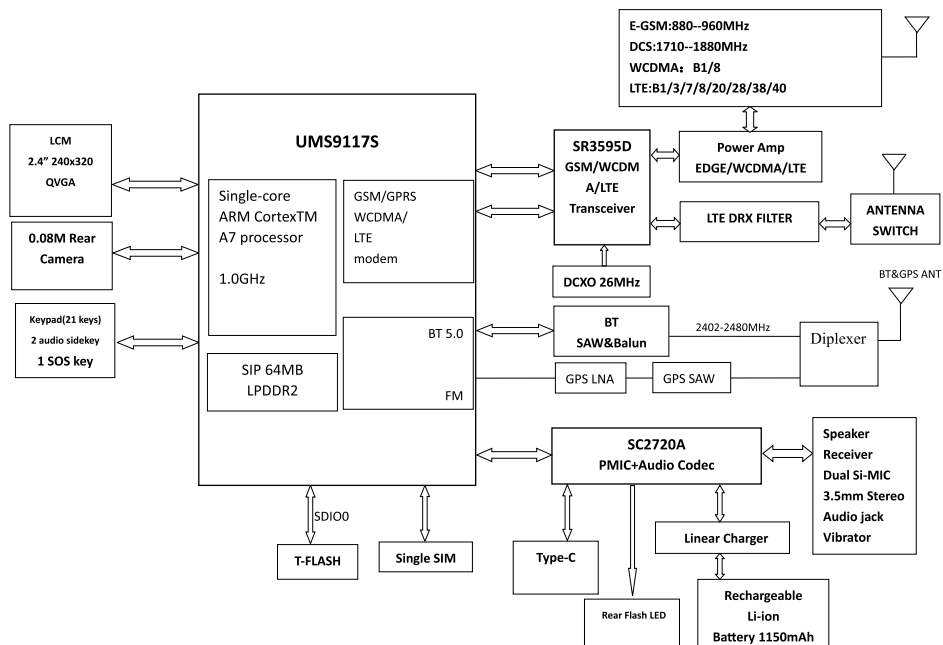 E-GSM:880--960MHz
DCS:1710--1880MHz
WCDMA：B1/8
LTE:B1/3/7/8/20/28/38/40
UMS9117S
LCM
2.4” 240x320
QVGA
0.08M Rear
Camera
Keypad(21 keys)
2 audio sidekey
1 SOS key
Single-core
ARM CortexTM
A7 processor
1.0GHz
GSM/GPRS
WCDMA/
LTE
modem
SIP 64MB
LPDDR2
BT 5.0
FM
SR3595D
GSM/WCDM
A/LTE
Transceiver
Power Amp
EDGE/WCDMA/LTE
LTE DRX FILTER
ANTENNA
SWITCH
DCXO 26MHz
BT&GPS ANT
BT
SAW&Balun
2402-2480MHz
Diplexer
GPS LNA
GPS SAW
SC2720A
PMIC+Audio Codec
Speaker
Receiver
Dual Si-MIC
3.5mm Stereo
Audio jack
Vibrator
SDIO0
T-FLASH
Single SIM
Type-C
Linear Charger
Rear Flash LED
Rechargeable
Li-ion
Battery 1150mAh